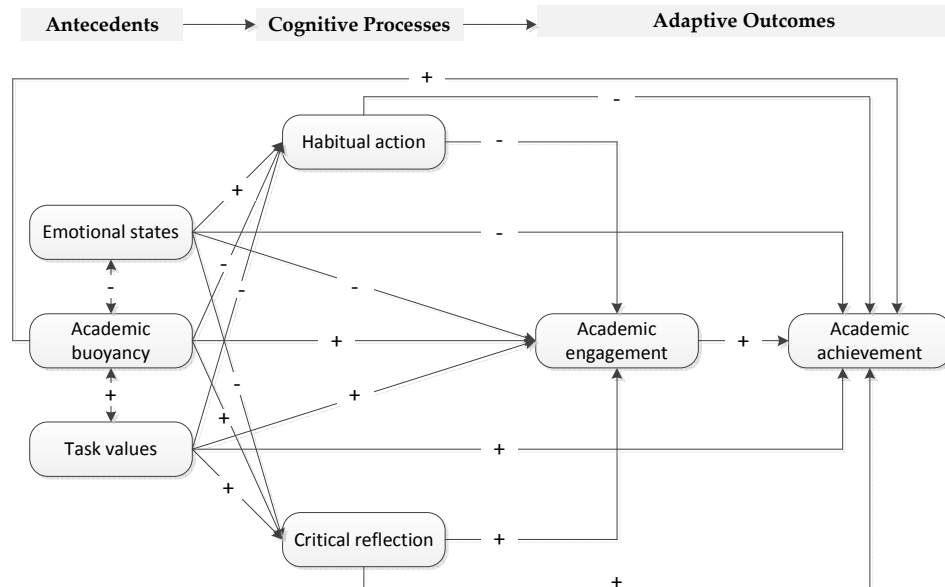 Antecedents
Cognitive Processes
Adaptive Outcomes
+
-
Habitual action
-
+
Emotional states
-
-
-
-
-
Academic
buoyancy
+
Academic
engagement
+
Academic
achievement
-
+
+
+
Task values
+
+
+
Critical reflection
+
+